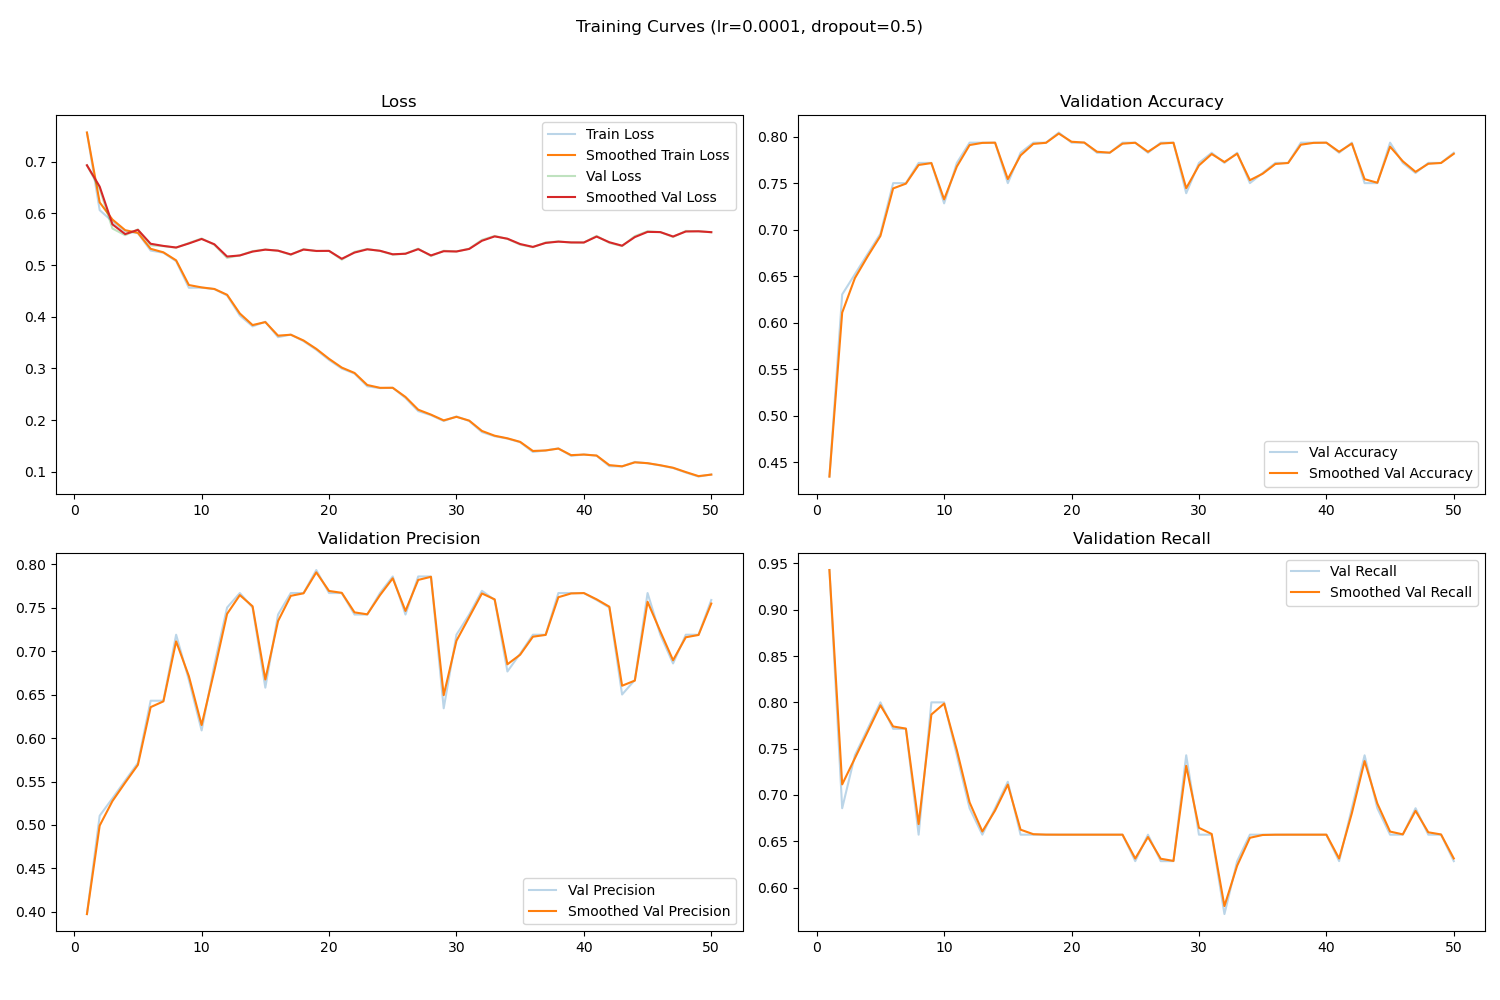 Training Curves (lr=0.0001, dropout=0.5)
Loss
Train Loss
Smoothed Train Loss
Val Loss
Smoothed Val Loss
0.7
0.6
0.5
0.4
0.3
0.2
0.1
0 10 20 30 40 50
Validation Accuracy
0.80
0.75
0.70
0.65
0.60
0.55
0.50
0.45
Val Accuracy
Smoothed Val Accuracy
0 10 20 30 40 50
Validation Precision
0.80
0.75
0.70
0.65
0.60
0.55
0.50
0.45
0.40
Val Precision
Smoothed Val Precision
0 10 20 30 40 50
Validation Recall
Val Recall
Smoothed Val Recall
0.95
0.90
0.85
0.80
0.75
0.70
0.65
0.60
0 10 20 30 40 50